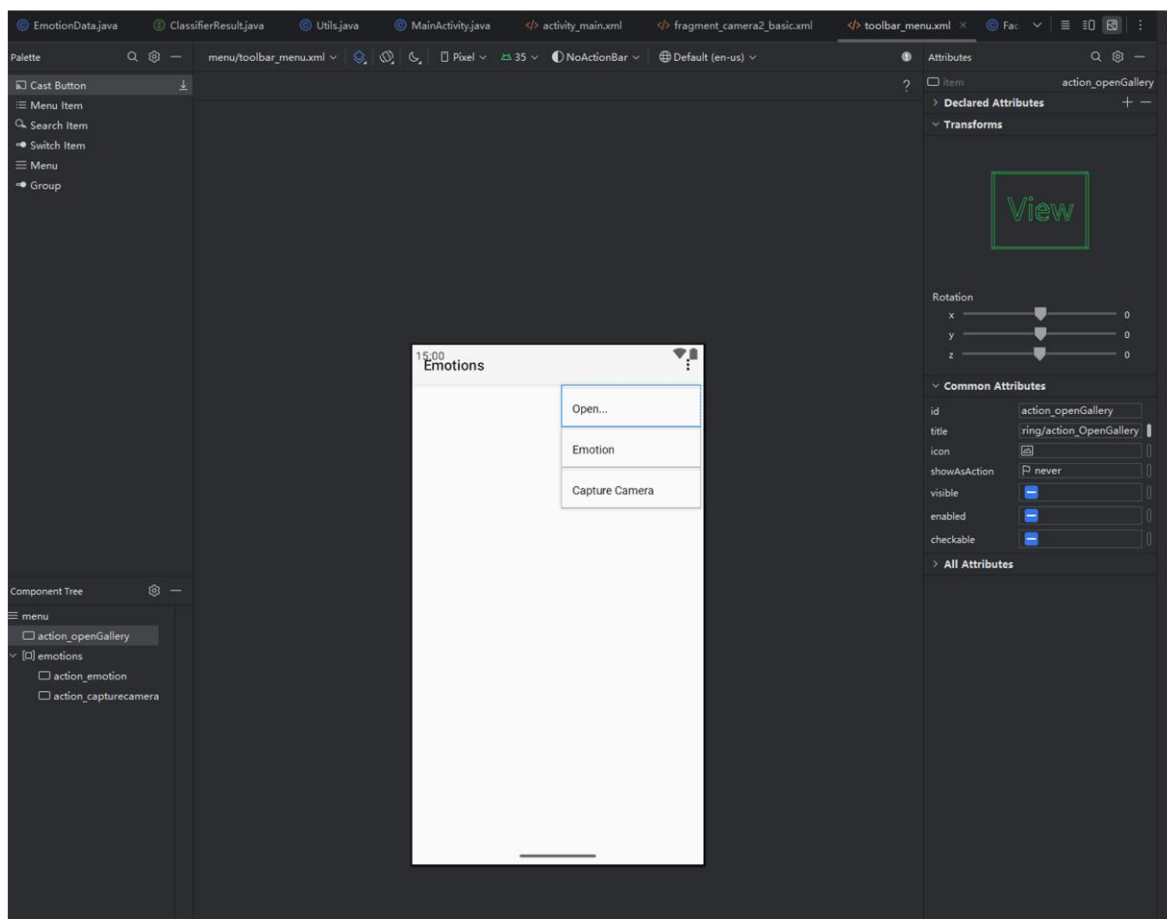 EmotionData.java ClassifierResult.java Utils.java MainActivity.java activity_main.xml fragment_camera2_basic.xml toolbar_menu.xml Fac
Palette
menu/toolbar_menu.xml Pixel 35 NoActionBar Default (en-us)
Attributes
Cast Button
Menu Item
Search Item
Switch Item
Menu
Group
?
item action_openGallery
Declared Attributes
Transforms
View
Rotation
x 0
y 0
z 0
Common Attributes
id action_openGallery
title :ring/action_OpenGallery
icon
showAsAction never
visible
enabled
checkable
All Attributes
15:00
Emotions
Open...
Emotion
Capture Camera
Component Tree
menu
action_openGallery
emotions
action_emotion
action_capturecamera